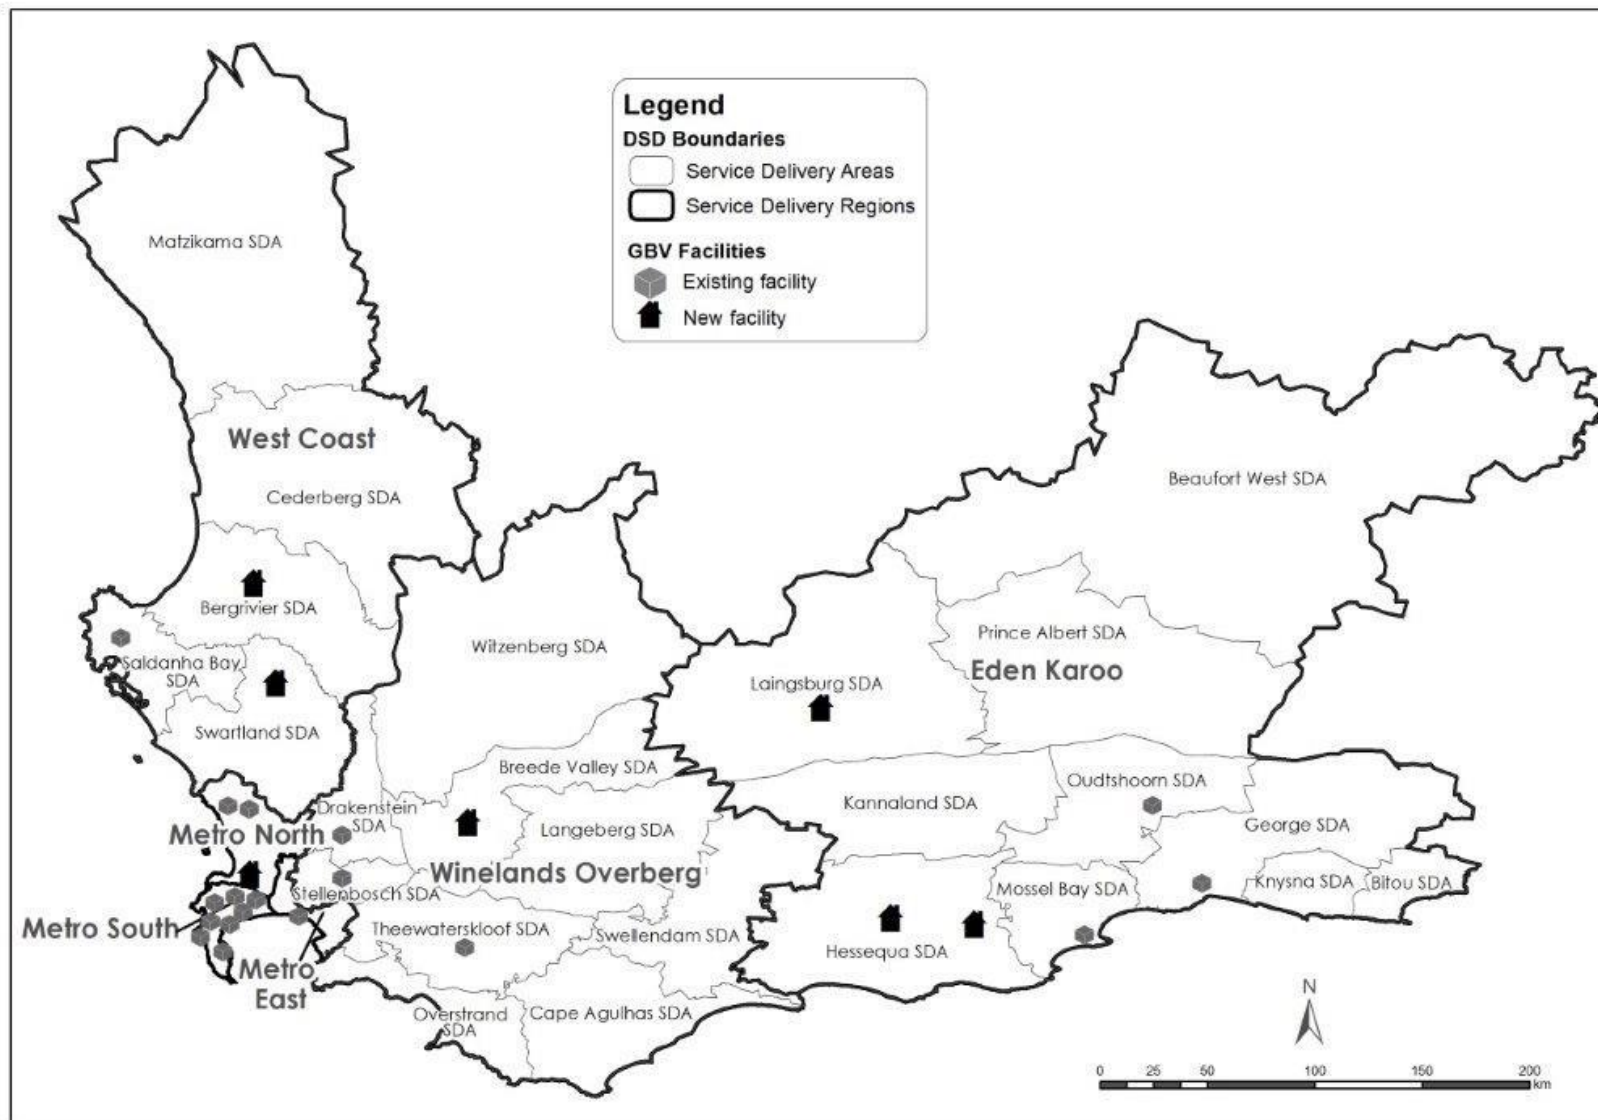 Legend
DSD Boundaries
Service Delivery Areas
Service Delivery Regions
GBV Facilities
Existing facility
New facility
Matzikama SDA
West Coast
Cederberg SDA
Beaufort West SDA
Bergrivier SDA
Prince Albert SDA
Witzenberg SDA
Saldanha Bay
SDA
Eden Karoo
Laingsburg SDA
Swartland SDA
Breede Valley SDA
Oudtshoorn SDA
Drakenstein
SDA
Kannaland SDA
Metro North
Langeberg SDA
George SDA
Winelands Overberg
Stellenbosch SDA
Mossel Bay SDA
Knysna SDA
Bitou SDA
Metro South
Theewaterskloof SDA
Swellendam SDA
Hessequa SDA
Metro
East
Overstrand
SDA
Cape Agulhas SDA
N
0 25 50 100 150 200
km